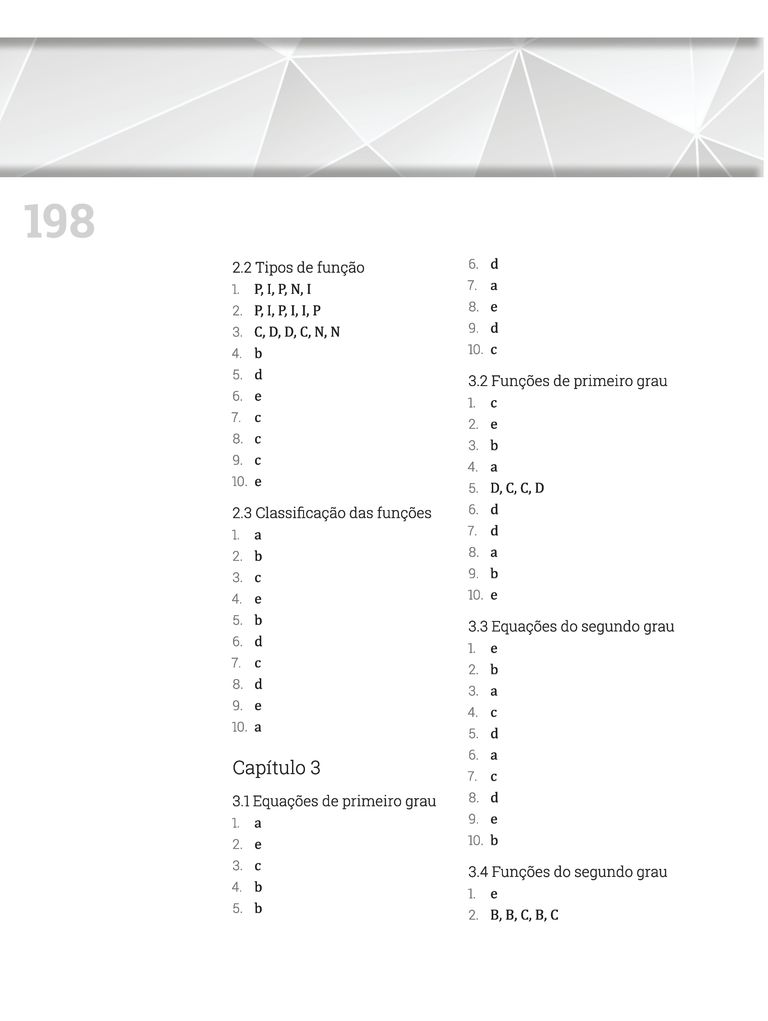 198
2.2 Tipos de função
1. P, I, P, N, I
2. P, I, P, I, I, P
3. C, D, D, C, N, N
4. b
5. d
6. e
7. c
8. c
9. c
10. e
2.3 Classificação das funções
1. a
2. b
3. c
4. e
5. b
6. d
7. c
8. d
9. e
10. a
Capítulo 3
3.1 Equações de primeiro grau
1. a
2. e
3. c
4. b
5. b
6. d
7. a
8. e
9. d
10. c
3.2 Funções de primeiro grau
1. c
2. e
3. b
4. a
5. D, C, C, D
6. d
7. d
8. a
9. b
10. e
3.3 Equações do segundo grau
1. e
2. b
3. a
4. c
5. d
6. a
7. c
8. d
9. e
10. b
3.4 Funções do segundo grau
1. e
2. B, B, C, B, C